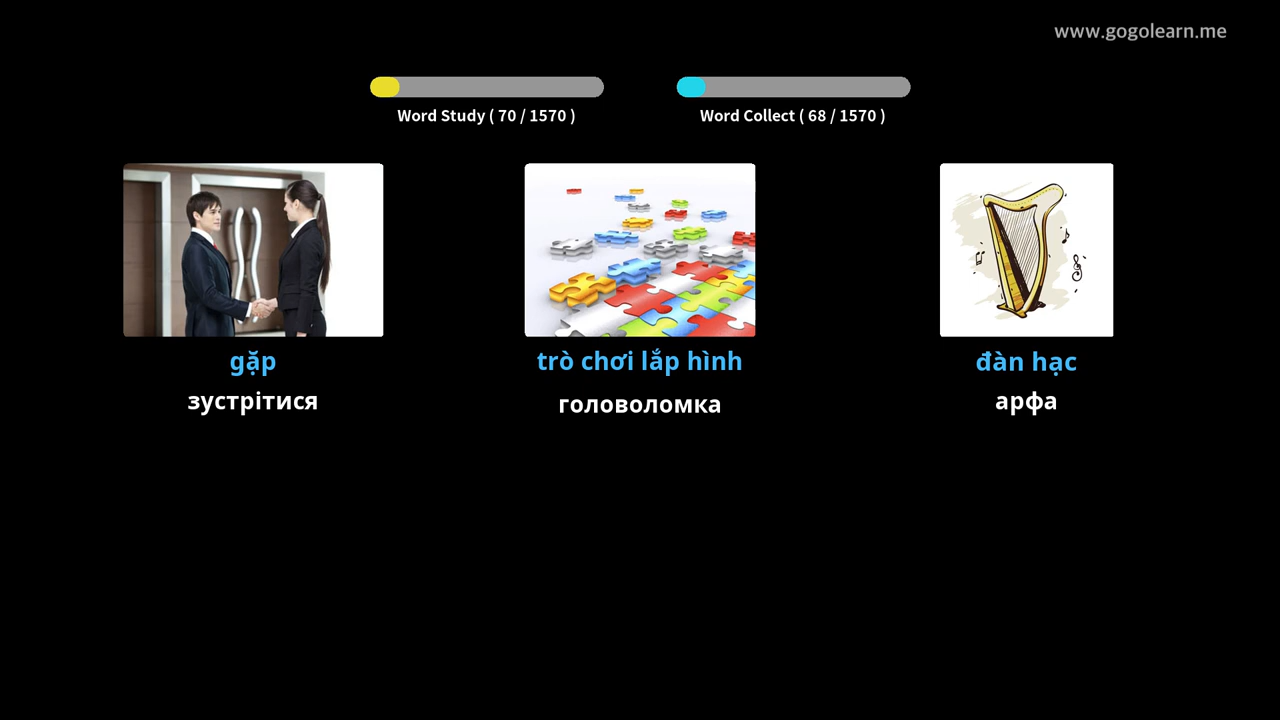 www.gogolearn.me
Word Study ( 70 / 1570 )
Word Collect ( 68 / 1570 )
gặp
trò chơi lắp hình
đàn hạc
зустрітися
головоломка
арфа